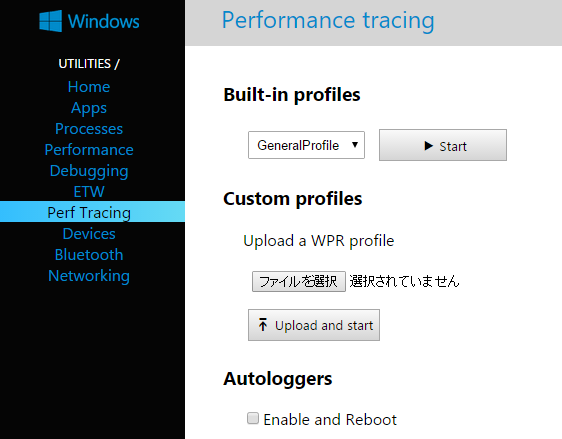 Windows
UTILITIES /
Home
Apps
Processes
Performance
Debugging
ETW
Perf Tracing
Devices
Bluetooth
Networking
Performance tracing
Built-in profiles
GeneralProfile Start
Custom profiles
Upload a WPR profile
ファイルを選択 選択されていません
Upload and start
Autologgers
Enable and Reboot